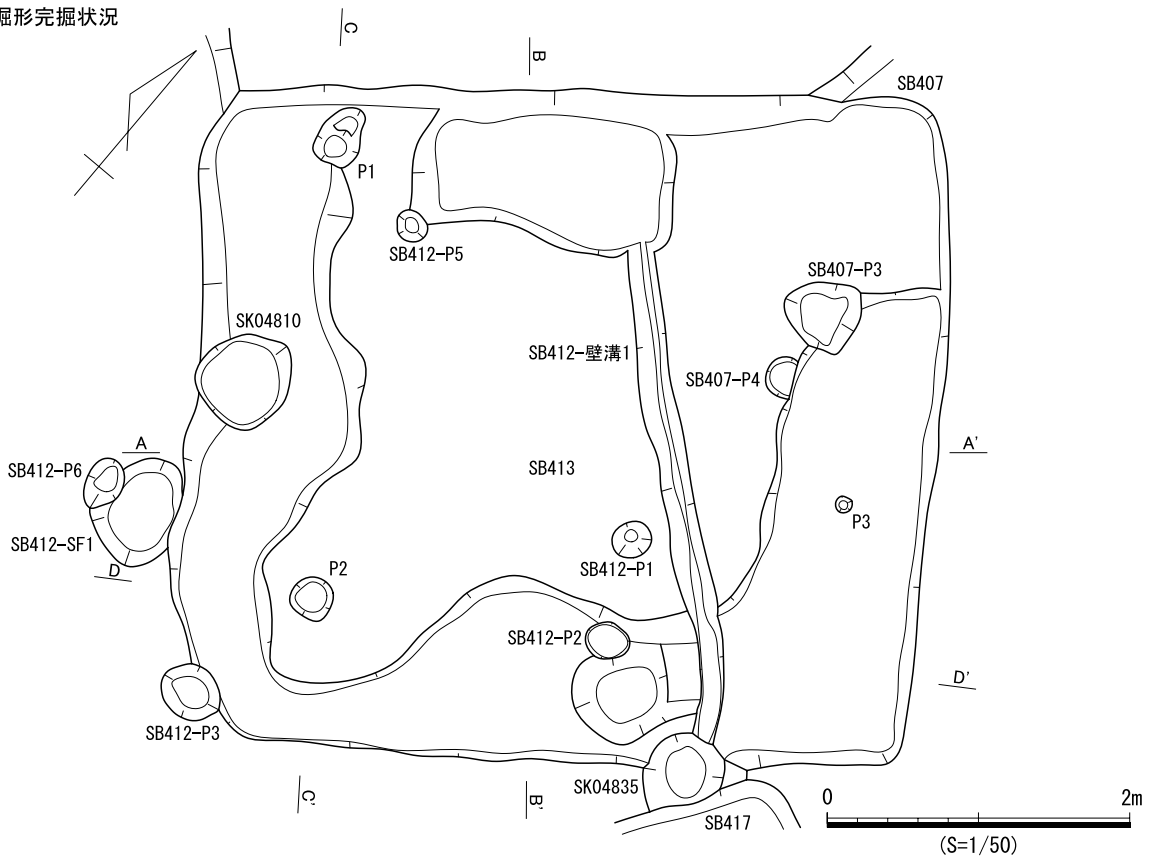 掘形完掘状況
C
B
SB407
P1
SB412-P5
SB407-P3
SK04810
SB412-壁溝1
SB407-P4
A
A'
SB412-P6
SB413
P3
SB412-SF1
D
P2
SB412-P1
SB412-P2
D'
SB412-P3
C'
B'
SK04835
SB417
0
2m
(S=1/50)